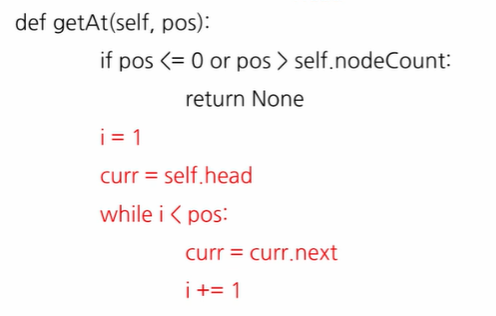 def getAt(self, pos):
if pos <= 0 or pos > self.nodeCount:
return None
i = 1
curr = self.head
while i < pos:
curr = curr.next
i += 1